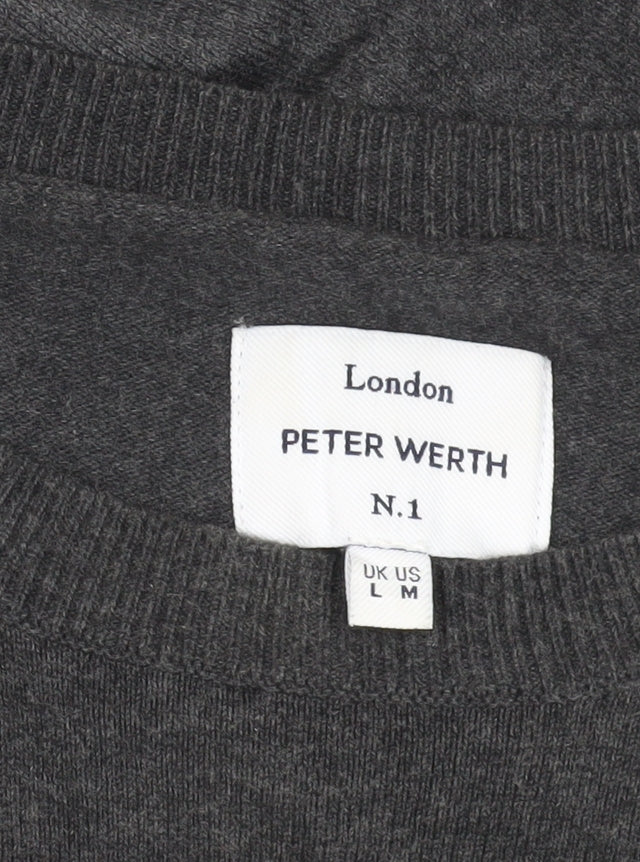 London
PETER WERTH
N.1
UK US
L M